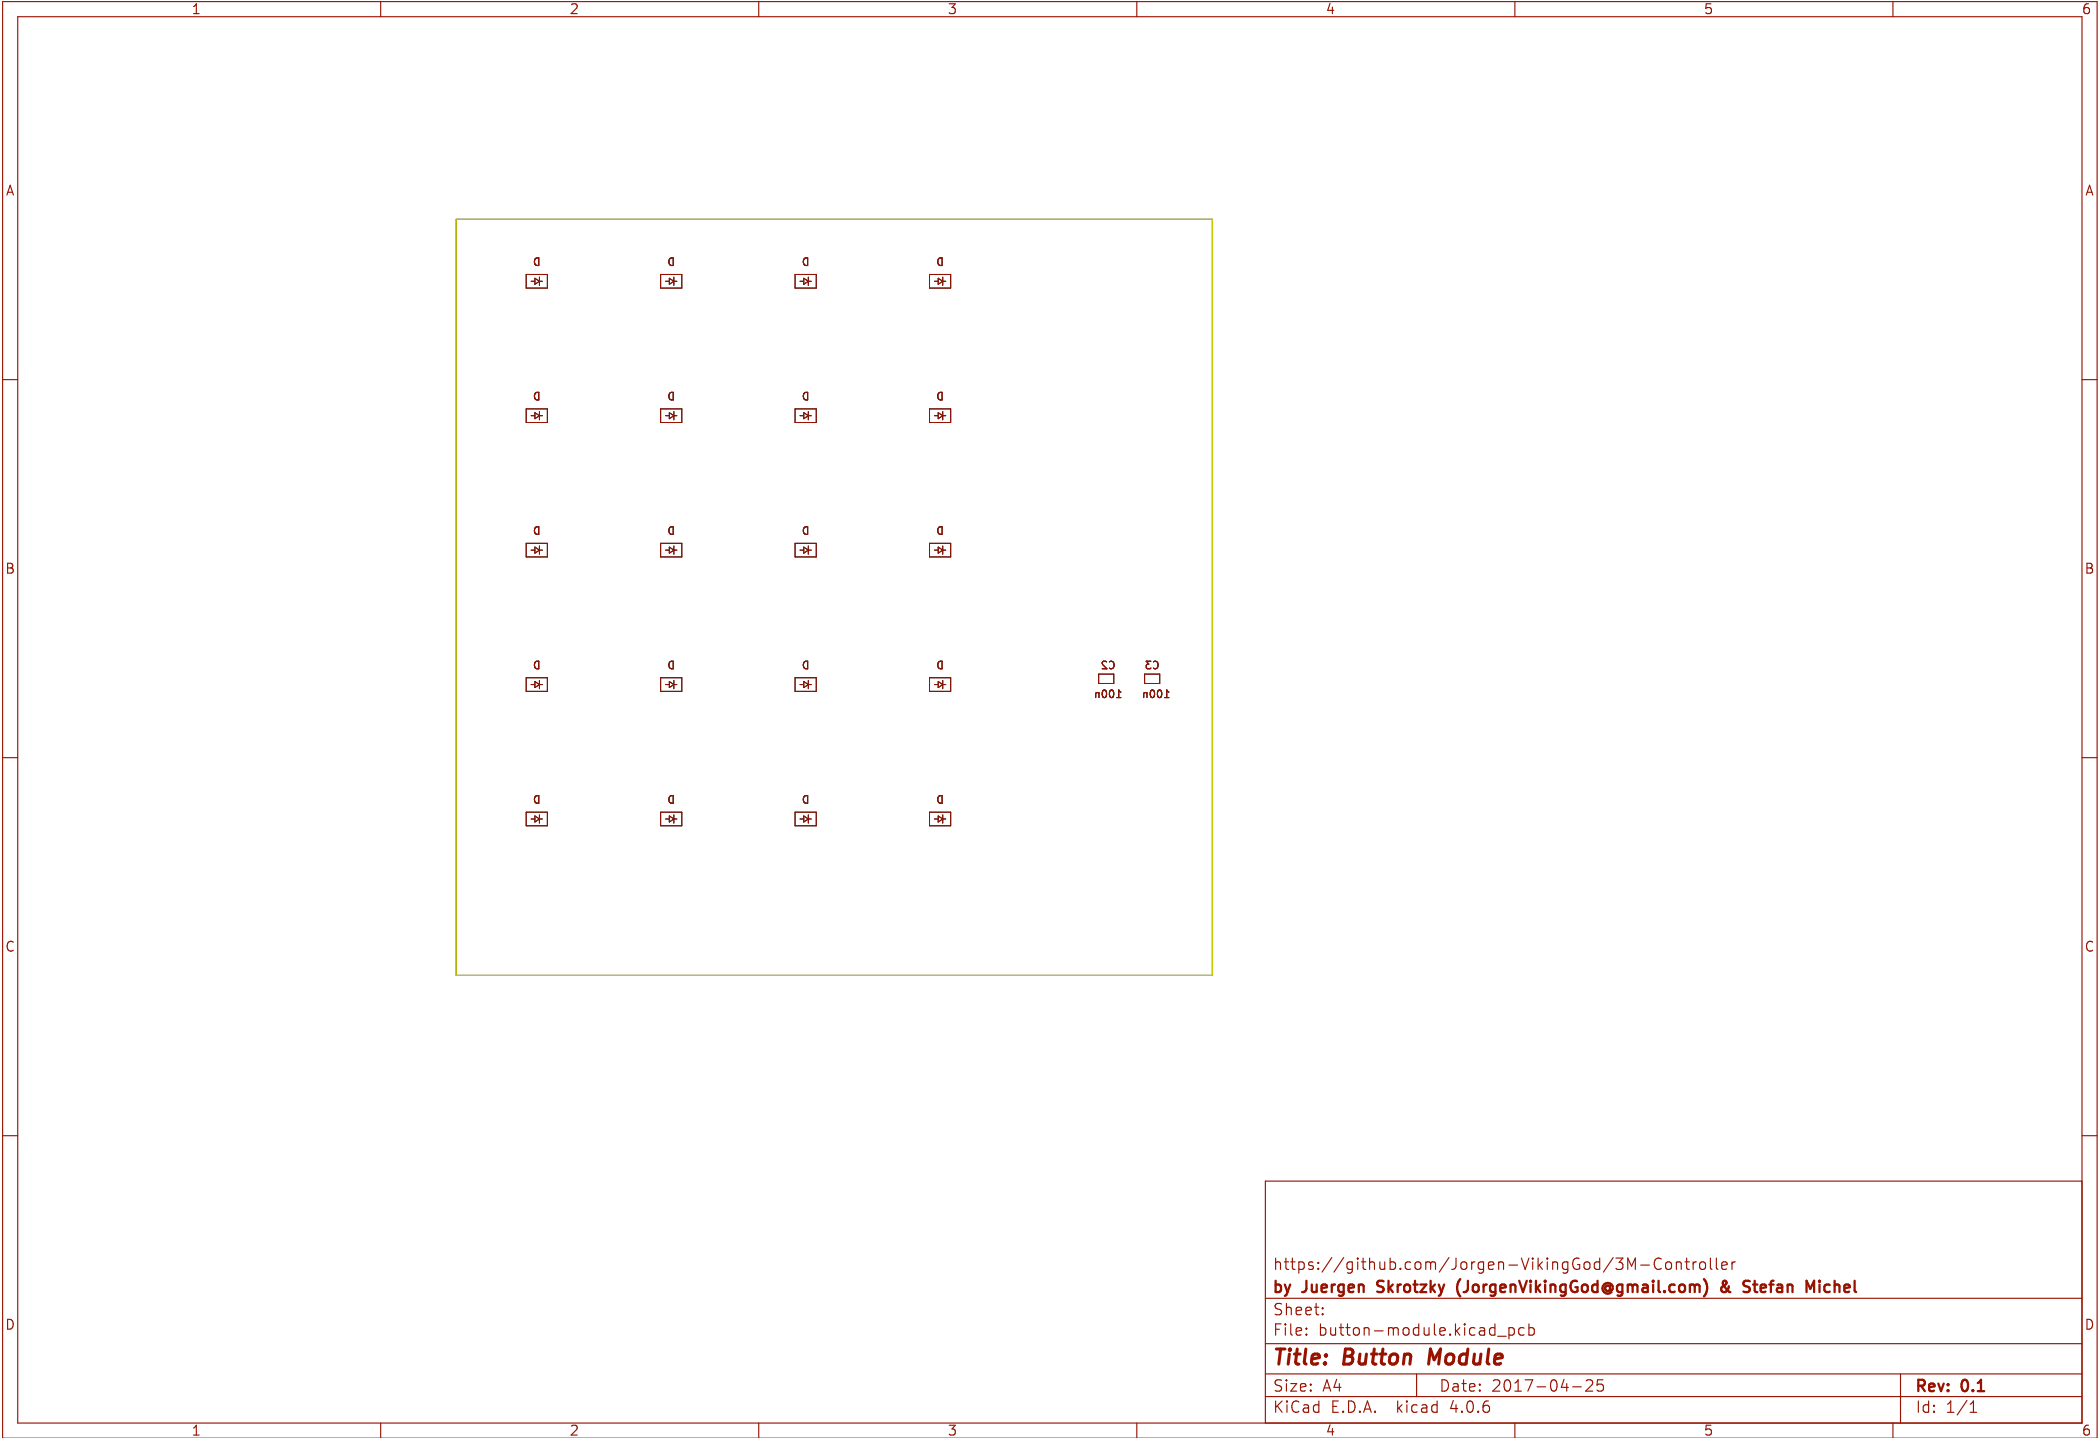 1 2 3 4 5 6
A A
D D D D
D D D D
B B
D D D D
D D D D C2 C3
100n 100n
D D D D
C C
https://github.com/Jorgen-VikingGod/3M-Controller
by Juergen Skrotzky (JorgenVikingGod@gmail.com) & Stefan Michel
Sheet:
D D
File: button-module.kicad_pcb
Title: Button Module
Size: A4 Date: 2017-04-25 Rev: 0.1
KiCad E.D.A. kicad 4.0.6 Id: 1/1
1 2 3 4 5 6